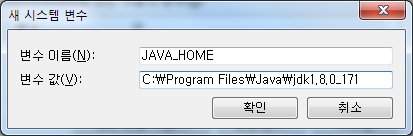 새 시스템 변수
변수 이름(N): JAVA_HOME
변수 값(V): C:₩Program Files₩Java₩jdk1.8.0_171
확인 취소